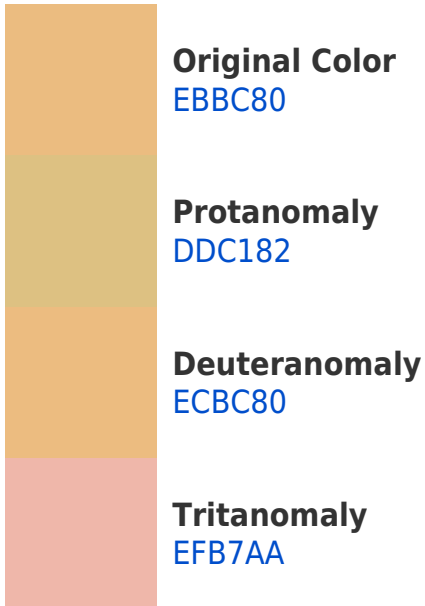 Original Color
EBBC80
Protanomaly
DDC182
Deuteranomaly
ECBC80
Tritanomaly
EFB7AA